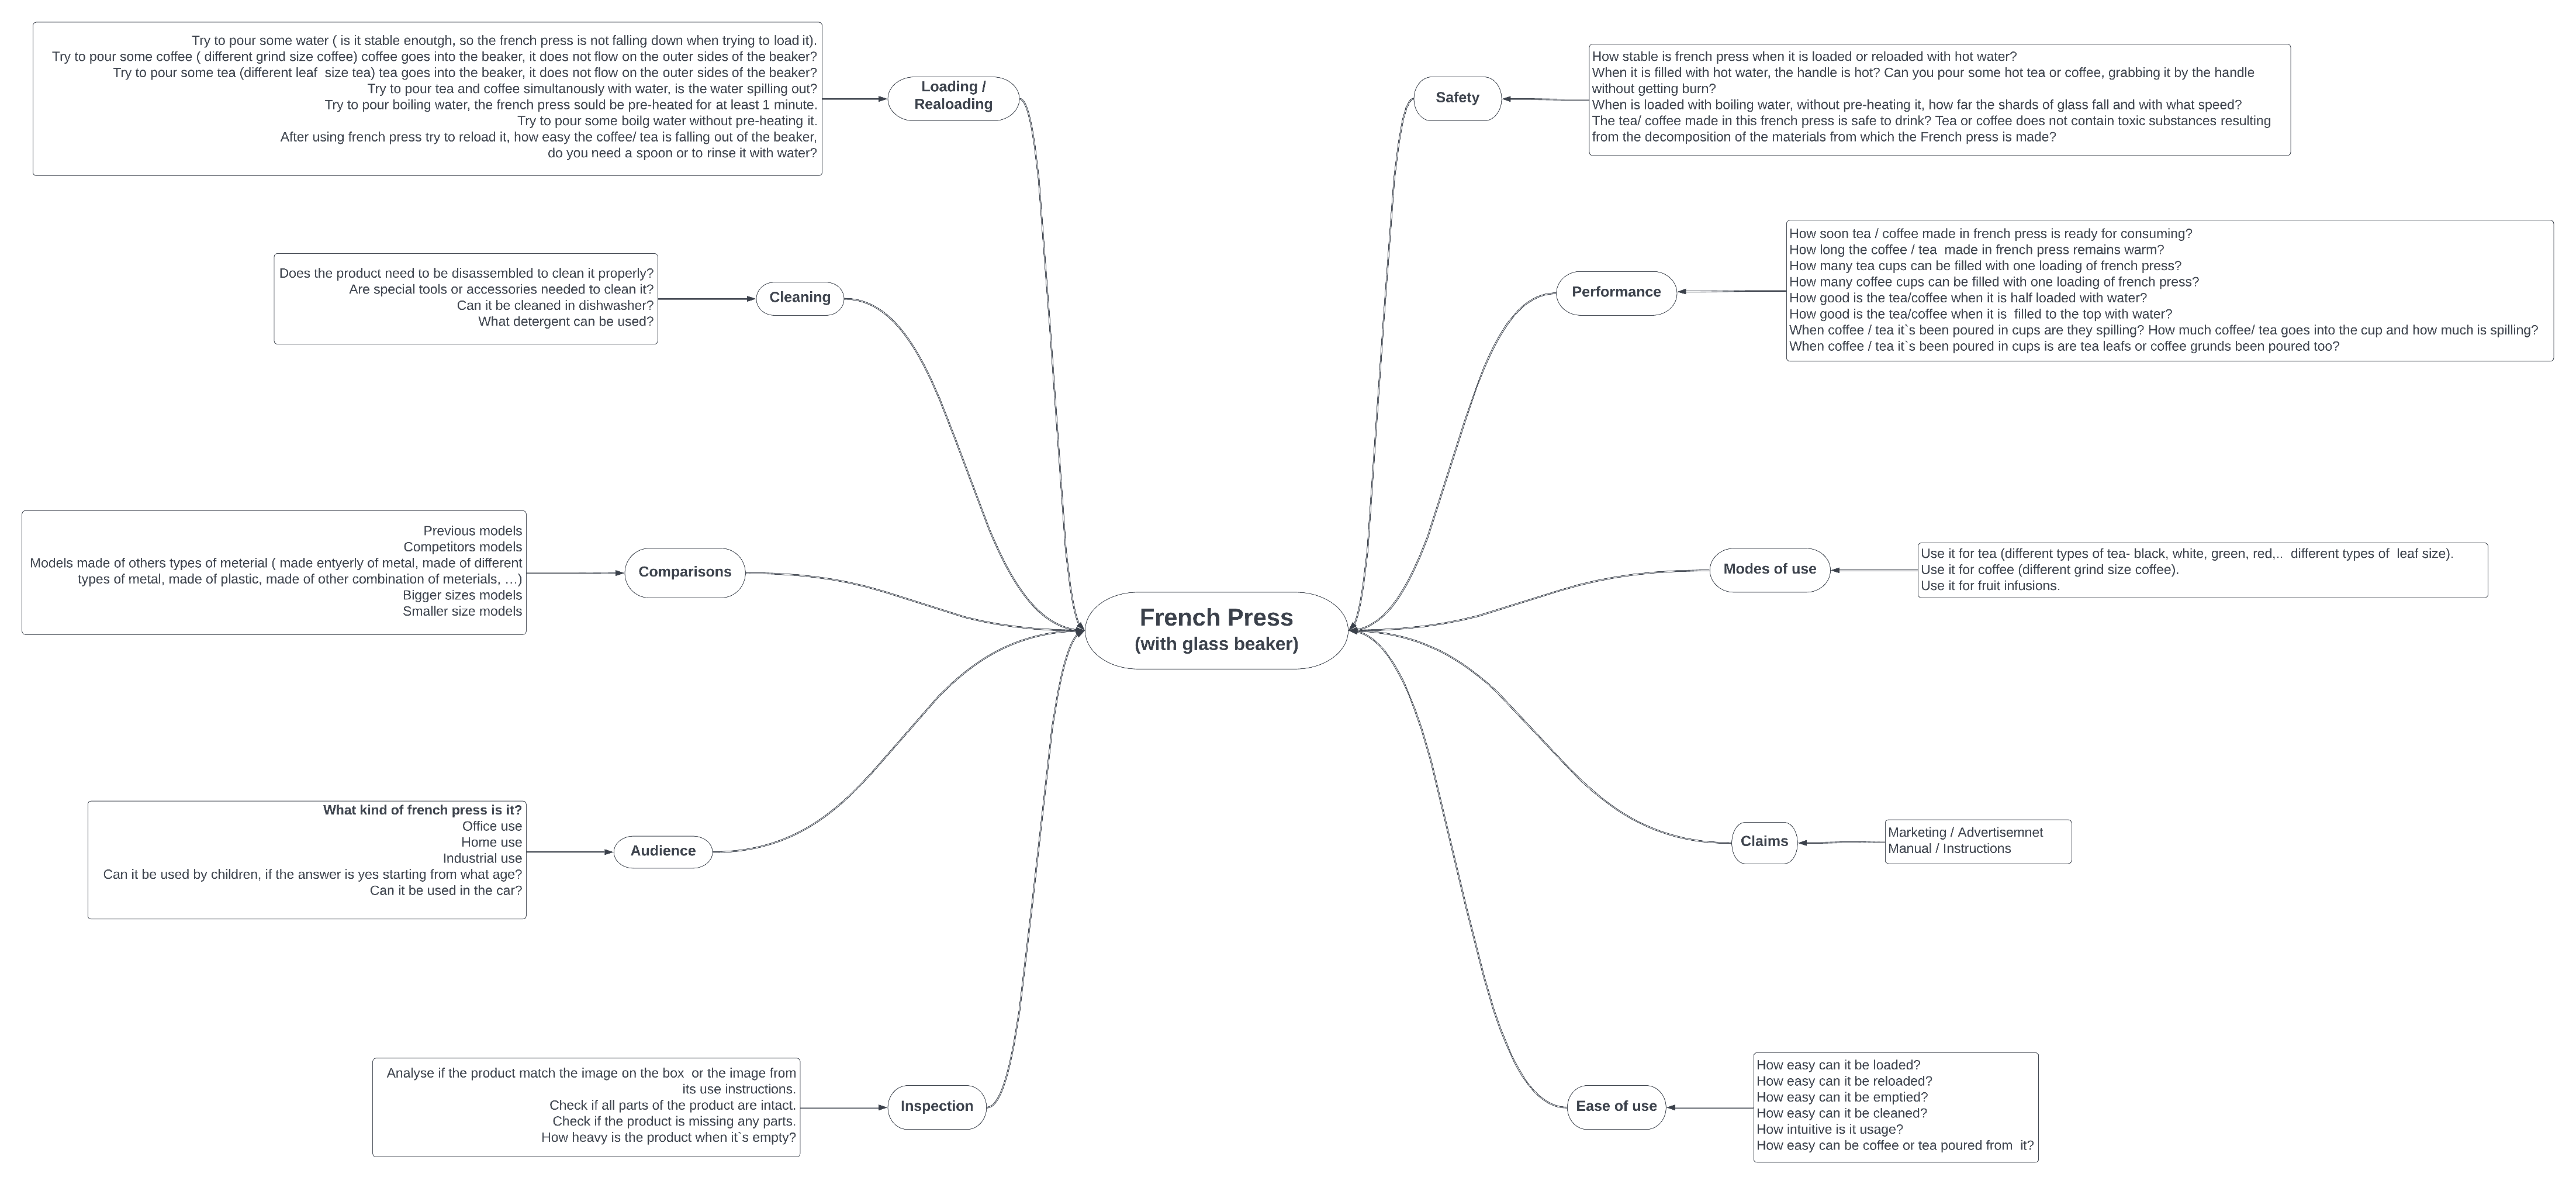 Try to pour some water ( is it stable enoutgh, so the french press is not falling down when trying to load it).
Try to pour some coffee ( different grind size coffee) coffee goes into the beaker, it does not flow on the outer sides of the beaker?
Try to pour some tea (different leaf  size tea) tea goes into the beaker, it does not flow on the outer sides of the beaker?
Try to pour tea and coffee simultanously with water, is the water spilling out?
Try to pour boiling water, the french press sould be pre-heated for at least 1 minute.
Try to pour some boilg water without pre-heating it.
After using french press try to reload it, how easy the coffee/ tea is falling out of the beaker,
do you need a spoon or to rinse it with water?
Loading /
Realoading
Does the product need to be disassembled to clean it properly?
Are special tools or accessories needed to clean it?
Can it be cleaned in dishwasher?
What detergent can be used?
Cleaning
Previous models
Competitors models
Models made of others types of meterial ( made entyerly of metal, made of different
types of metal, made of plastic, made of other combination of meterials, …)
Bigger sizes models
Smaller size models
Comparisons
What kind of french press is it?
Office use
Home use
Industrial use
Can it be used by children, if the answer is yes starting from what age?
Can it be used in the car?
Audience
Analyse if the product match the image on the box  or the image from
its use instructions.
Check if all parts of the product are intact.
Check if the product is missing any parts.
How heavy is the product when it`s empty?
Inspection
French Press
(with glass beaker)
Safety
How stable is french press when it is loaded or reloaded with hot water?
When it is filled with hot water, the handle is hot? Can you pour some hot tea or coffee, grabbing it by the handle
without getting burn?
When is loaded with boiling water, without pre-heating it, how far the shards of glass fall and with what speed?
The tea/ coffee made in this french press is safe to drink? Tea or coffee does not contain toxic substances resulting
from the decomposition of the materials from which the French press is made?
Performance
How soon tea / coffee made in french press is ready for consuming?
How long the coffee / tea  made in french press remains warm?
How many tea cups can be filled with one loading of french press?
How many coffee cups can be filled with one loading of french press?
How good is the tea/coffee when it is half loaded with water?
How good is the tea/coffee when it is  filled to the top with water?
When coffee / tea it`s been poured in cups are they spilling? How much coffee/ tea goes into the cup and how much is spilling?
When coffee / tea it`s been poured in cups is are tea leafs or coffee grunds been poured too?
Modes of use
Use it for tea (different types of tea- black, white, green, red,..  different types of  leaf size).
Use it for coffee (different grind size coffee).
Use it for fruit infusions.
Claims
Marketing / Advertisemnet
Manual / Instructions
Ease of use
How easy can it be loaded?
How easy can it be reloaded?
How easy can it be emptied?
How easy can it be cleaned?
How intuitive is it usage?
How easy can be coffee or tea poured from  it?